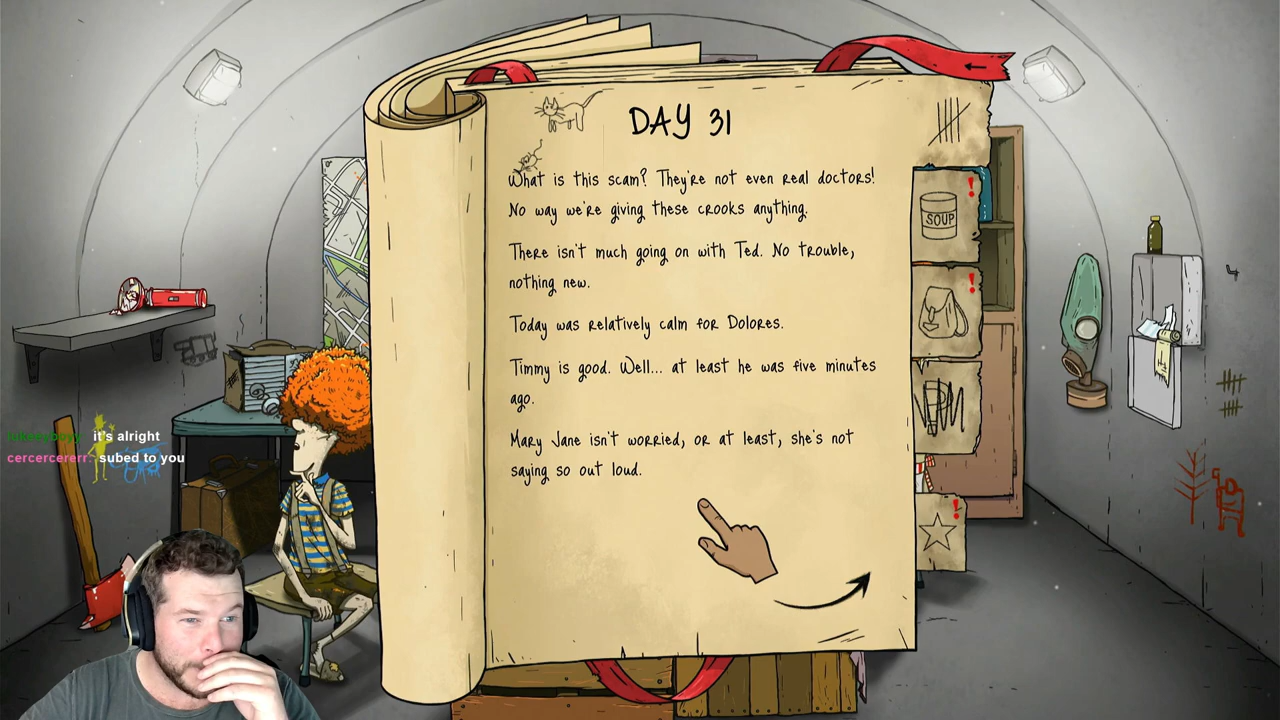 DAY 31
What is this scam? They're not even real doctors!
No way we're giving these crooks anything.
There isn't much going on with Ted. No trouble,
nothing new.
Today was relatively calm for Dolores.
Timmy is good. Well... at least he was five minutes
ago.
Mary Jane isn't worried, or at least, she's not
saying so out loud.
SOUP
it's alright
cercercererr: subed to you